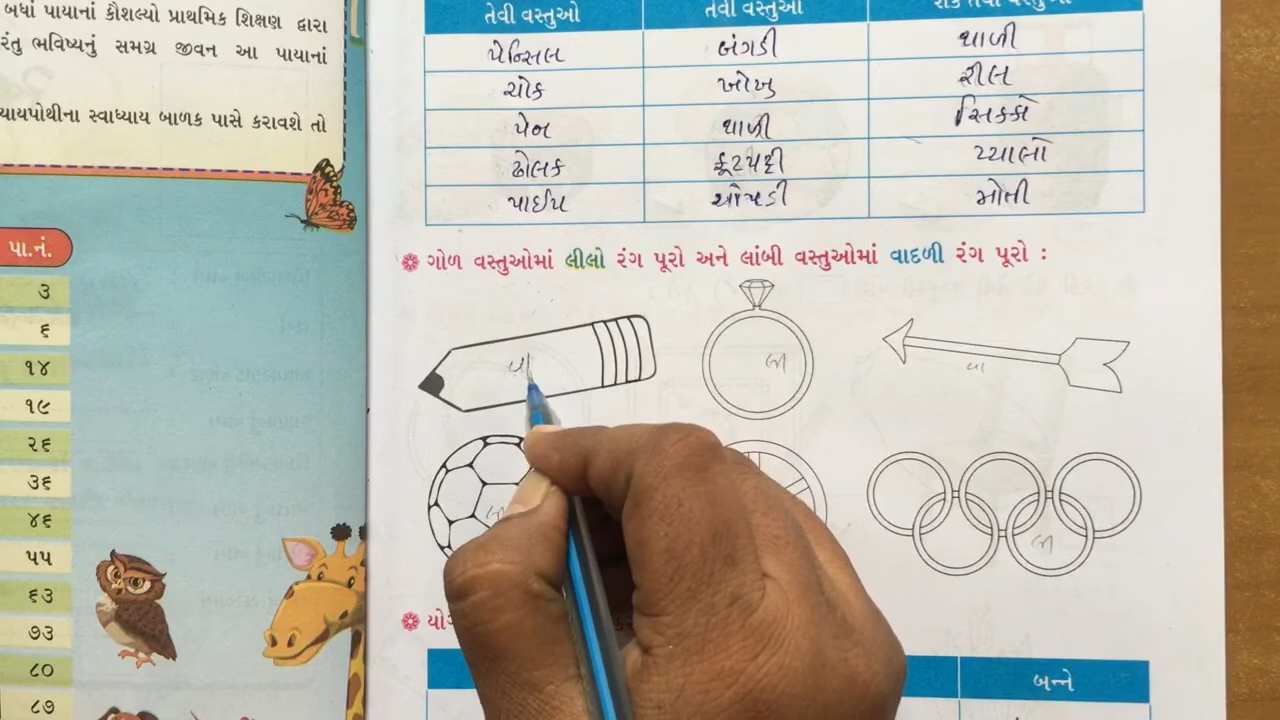 બધાં પાયાનાં કૌશલ્યો પ્રાથમિક શિક્ષણ દ્વારા
રંતુ ભવિષ્યનું સમગ્ર જીવન આ પાયાનાં
યાયપોથીના સ્વાધ્યાય બાળક પાસે કરાવશે તો
પા.નં.
૩
૬
૧૪
૧૯
૨૬
૩૬
૪૬
૫૫
૬૩
૭૩
૮૦
૮૭
તેવી વસ્તુઓ તેવી વસ્તુઓ
પેન્સિલ બંગડી થાળી
ચોક ખોખુ રીલ
પેન થાળી સિક્કો
ઢોલક ફૂટપટ્ટી પ્યાલો
પાઈપ ચોપડી મોતી
ગોળ વસ્તુઓમાં લીલો રંગ પૂરો અને લાંબી વસ્તુઓમાં વાદળી રંગ પૂરો :
વા લી વા
લી લી
બન્ને